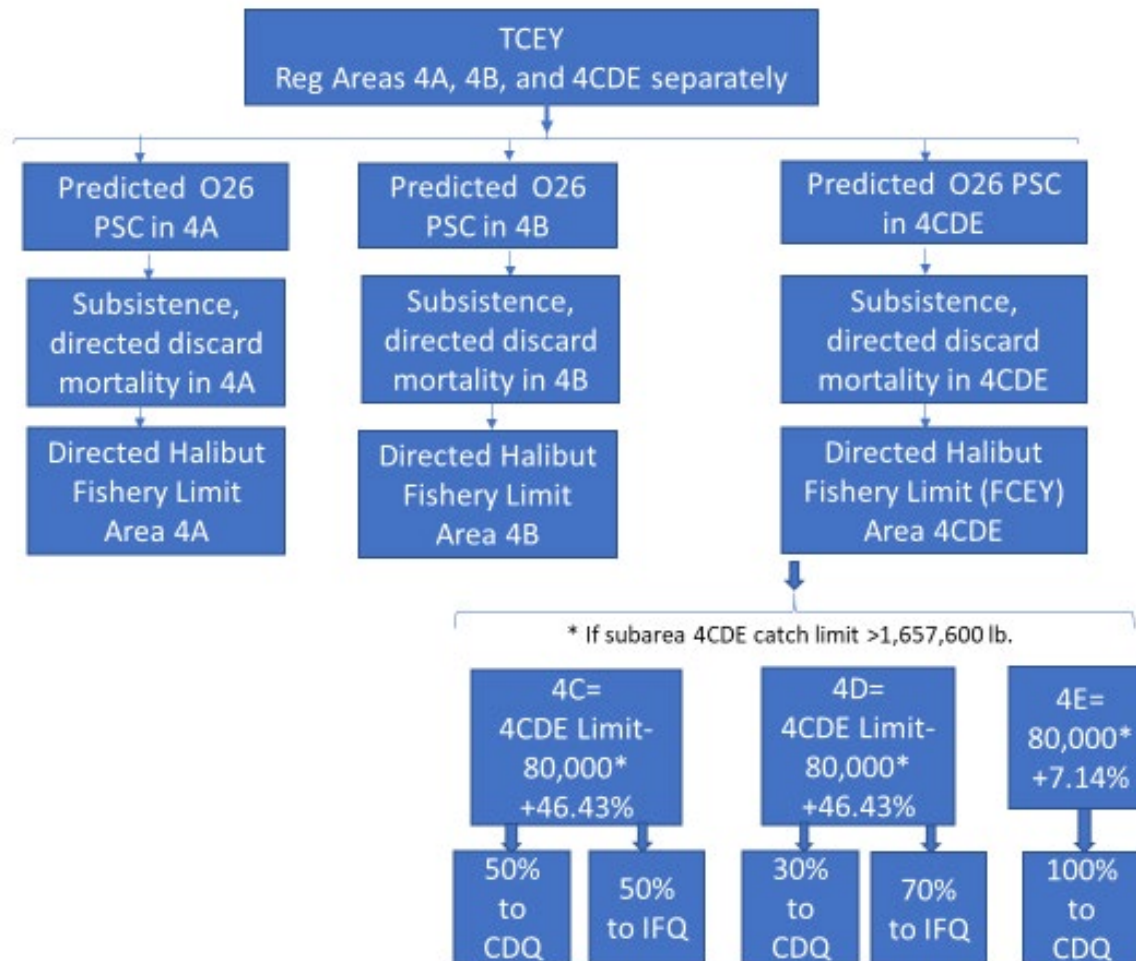 TCEY
Reg Areas 4A, 4B, and 4CDE separately
Predicted O26
PSC in 4A
Predicted O26
PSC in 4B
Predicted O26 PSC
in 4CDE
Subsistence,
directed discard
mortality in 4A
Subsistence,
directed discard
mortality in 4B
Subsistence,
directed discard
mortality in 4CDE
Directed Halibut
Fishery Limit
Area 4A
Directed Halibut
Fishery Limit
Area 4B
Directed Halibut
Fishery Limit (FCEY)
Area 4CDE
* If subarea 4CDE catch limit >1,657,600 lb.
4C=
4CDE Limit-
80,000*
+46.43%
4D=
4CDE Limit-
80,000*
+46.43%
4E=
80,000*
+7.14%
50%
to
CDQ
50%
to IFQ
30%
to
CDQ
70%
to IFQ
100%
to
CDQ